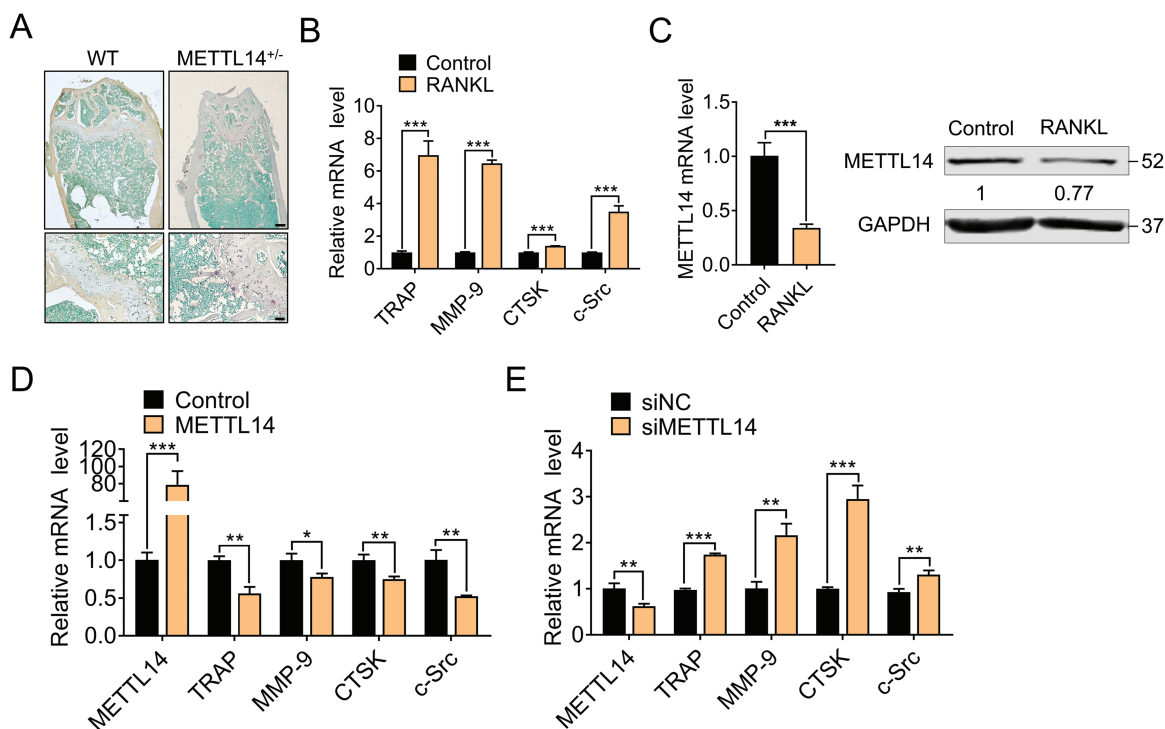 A
WT
METTL14+/-
B
Control
RANKL
Relative mRNA level
10
8
6
4
2
0
***
***
***
***
TRAP
MMP-9
CTSK
c-Src
C
METTL14 mRNA level
1.5
1.0
0.5
0.0
***
Control
RANKL
Control
RANKL
METTL14
52
1
0.77
GAPDH
37
D
Control
METTL14
Relative mRNA level
120
100
80
1.5
1.0
0.5
0.0
***
**
*
**
**
METTL14
TRAP
MMP-9
CTSK
c-Src
E
siNC
siMETTL14
Relative mRNA level
4
3
2
1
0
**
***
**
***
**
METTL14
TRAP
MMP-9
CTSK
c-Src